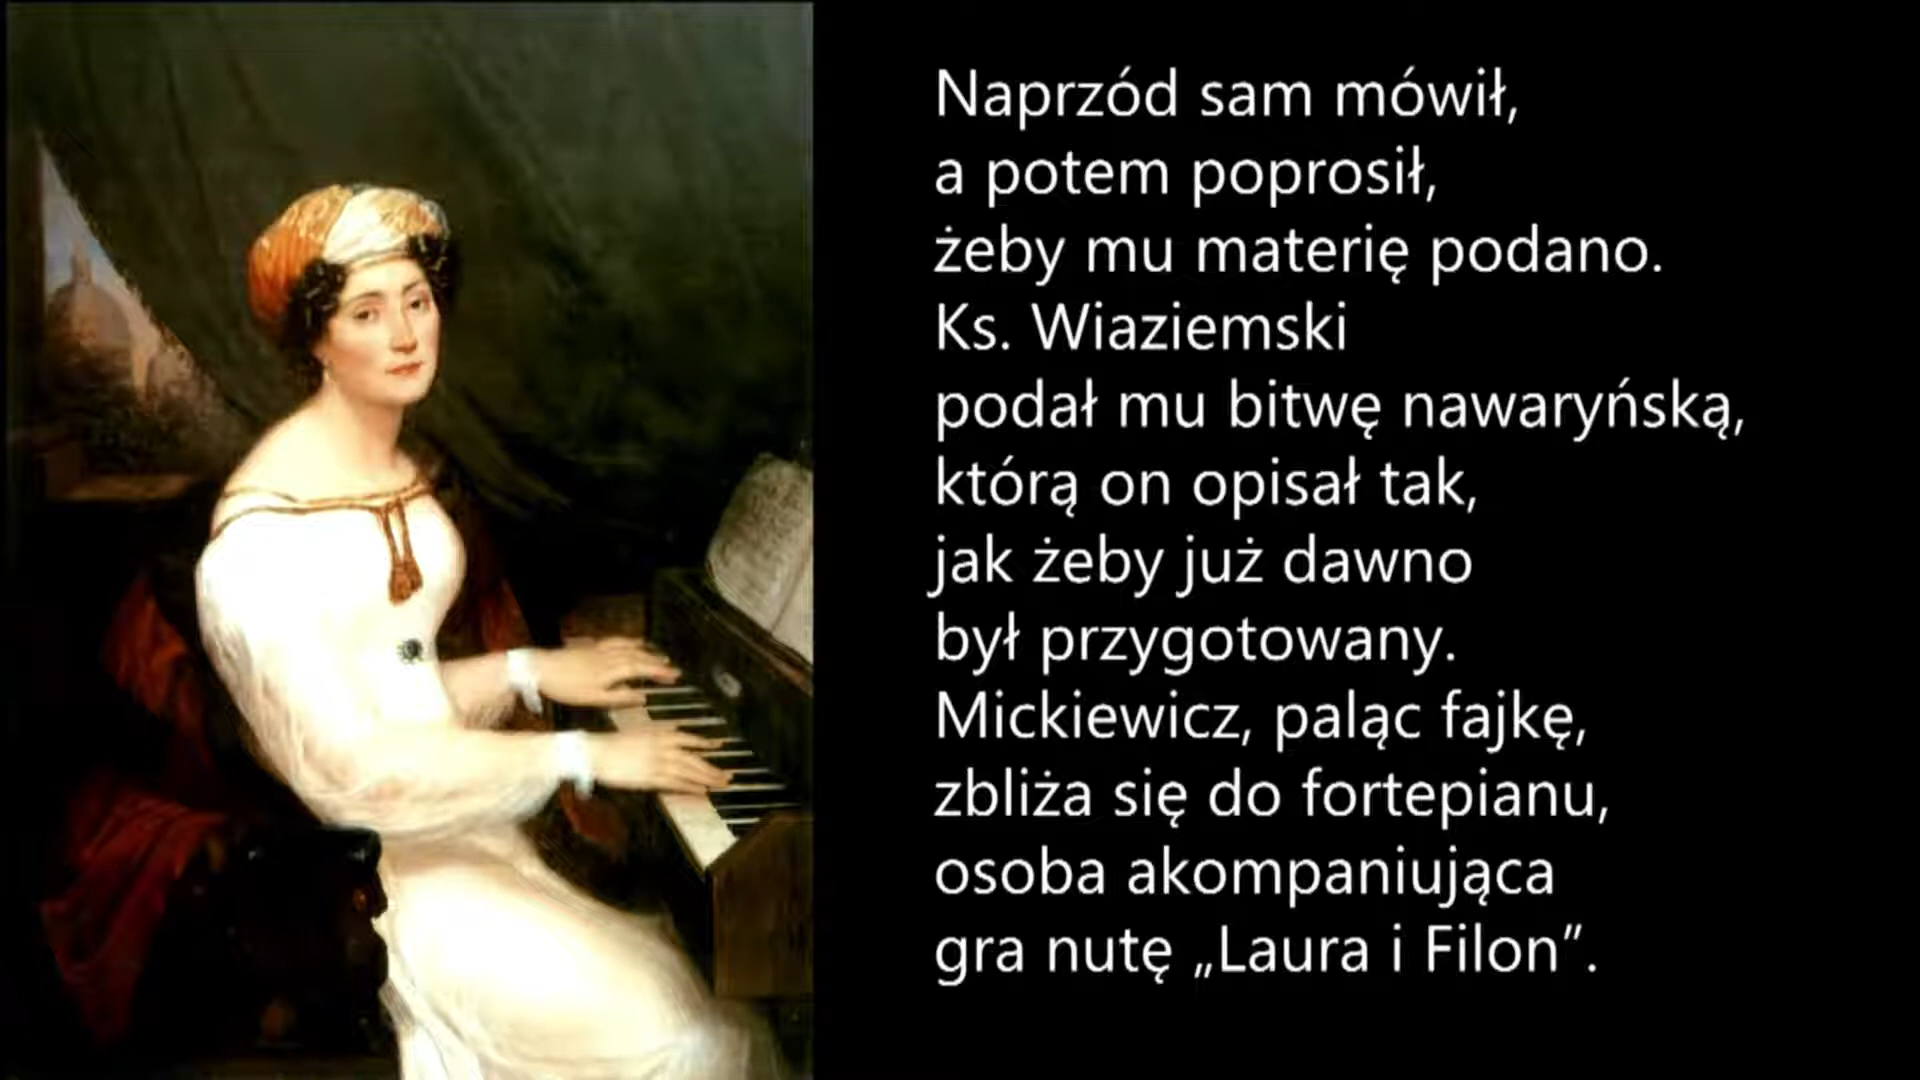 Naprzód sam mówił,
a potem poprosił,
żeby mu materię podano.
Ks. Wiaziemski
podał mu bitwę nawaryńską,
którą on opisał tak,
jak żeby już dawno
był przygotowany.
Mickiewicz, paląc fajkę,
zbliża się do fortepianu,
osoba akompaniująca
gra nutę „Laura i Filon”.